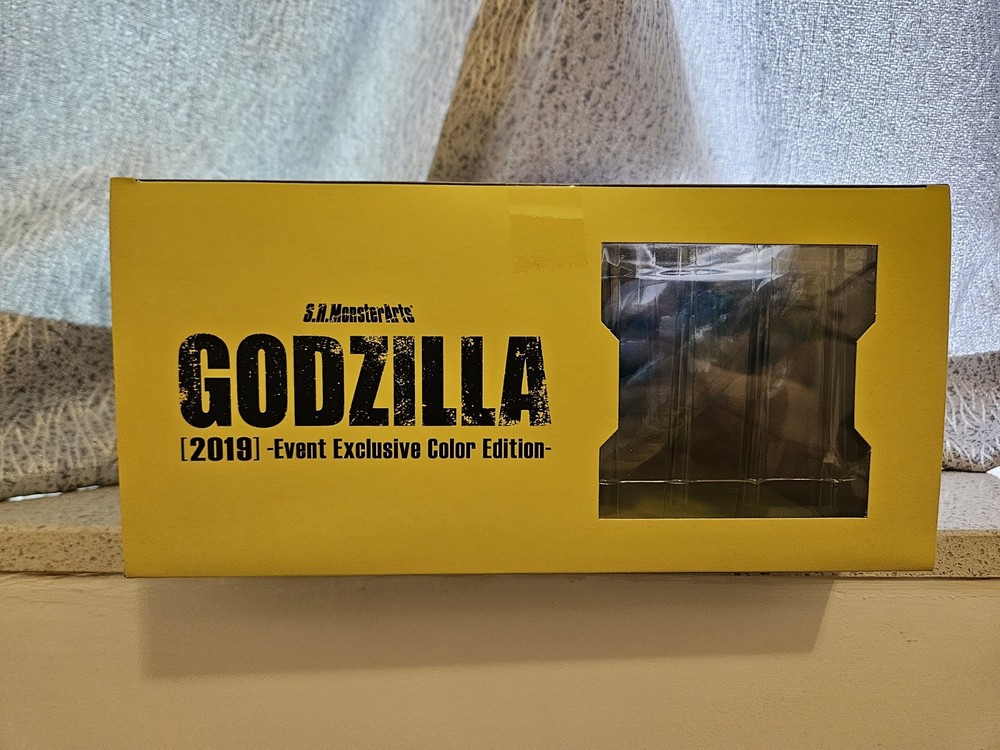 S.H.MonsterArts
GODZILLA
[2019] -Event Exclusive Color Edition-